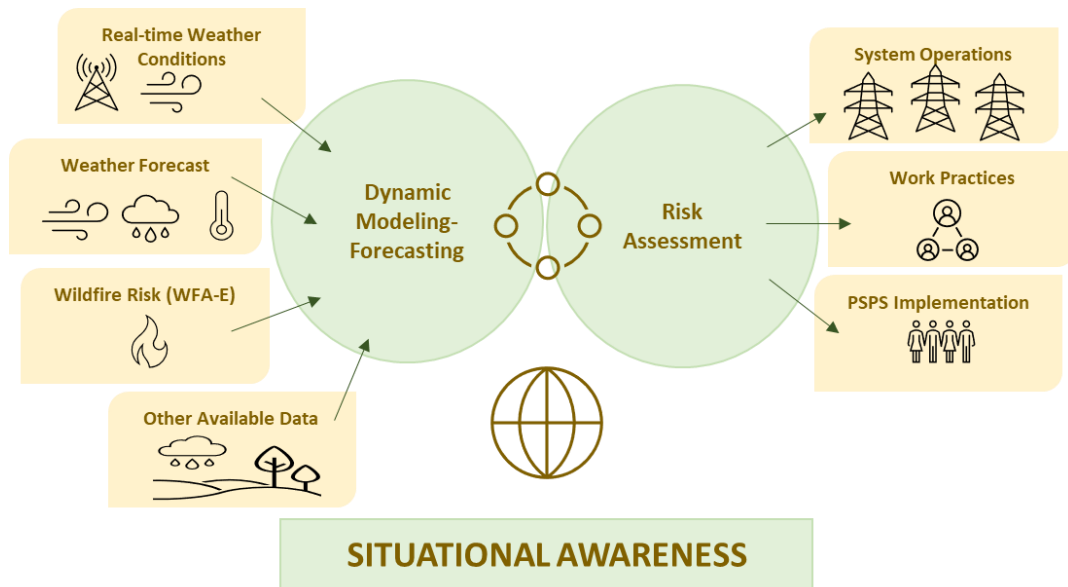 Real-time Weather
Conditions
Weather Forecast
Wildfire Risk (WFA-E)
Other Available Data
Dynamic
Modeling-
Forecasting
Risk
Assessment
System Operations
Work Practices
PSPS Implementation
SITUATIONAL AWARENESS